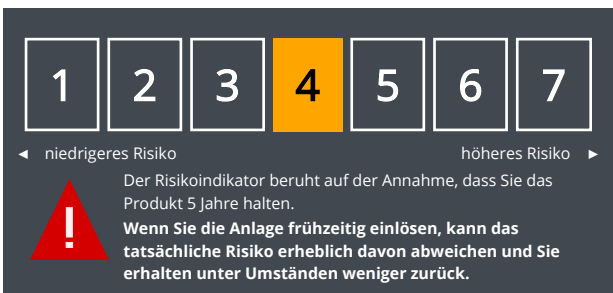 1 2 3 4 5 6 7
◄ niedrigeres Risiko höheres Risiko ►
Der Risikoindikator beruht auf der Annahme, dass Sie das
Produkt 5 Jahre halten.
!
Wenn Sie die Anlage frühzeitig einlösen, kann das
tatsächliche Risiko erheblich davon abweichen und Sie
erhalten unter Umständen weniger zurück.